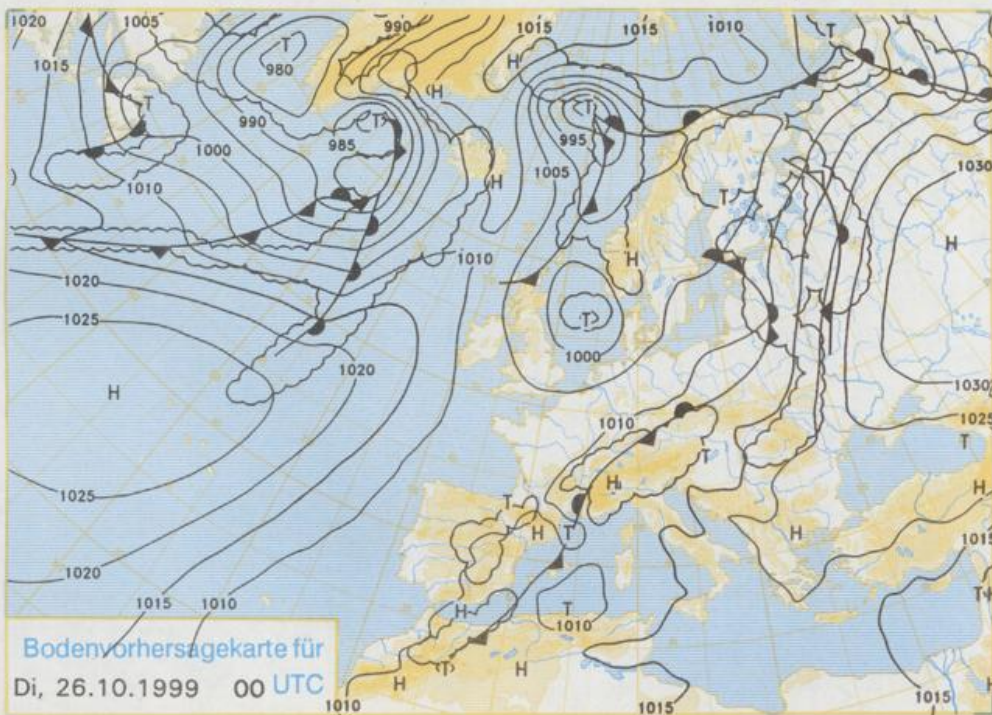 1020
1005
990
1015
1015
1010
T
1015
T
980
H
H
T
T
990
T
995
1000
985
1005
1030
1010
H
T
H
H
1010
1020
1025
T
1000
1020
H
1030
1025
1010
T
T
1025
H
H
T
H
T
H
1020
1015
1015
1010
H
T
1010
T
H
T
H
H
H
1010
1015
1015
Bodenvorhersagekarte für
Di, 26.10.1999 00 UTC